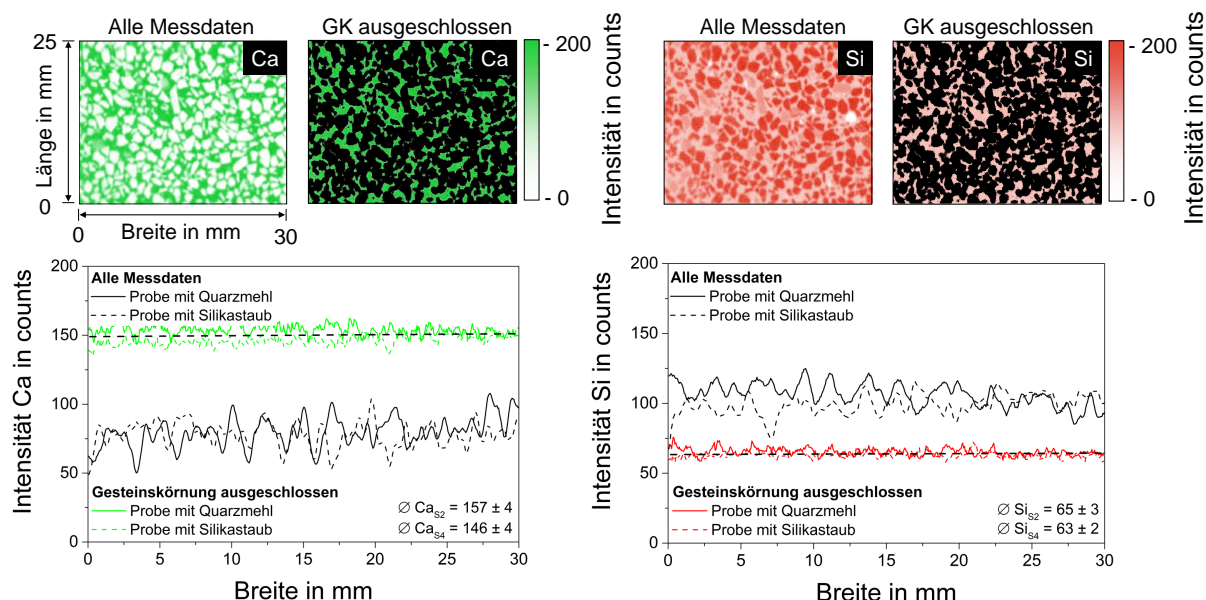 Alle Messdaten
GK ausgeschlossen
25
Ca
Ca
- 200
- 0
Intensität in counts
Länge in mm
0
0
Breite in mm
30
Alle Messdaten
GK ausgeschlossen
Si
Si
- 200
- 0
Intensität in counts
Intensität in counts
200
150
100
50
0
Intensität Ca in counts
Alle Messdaten
Probe mit Quarzmehl
Probe mit Silikastaub
Gesteinskörnung ausgeschlossen
Probe mit Quarzmehl
Probe mit Silikastaub
∅ Ca_S2 = 157 ± 4
∅ Ca_S4 = 146 ± 4
0 5 10 15 20 25 30
Breite in mm
200
150
100
50
0
Intensität Si in counts
Alle Messdaten
Probe mit Quarzmehl
Probe mit Silikastaub
Gesteinskörnung ausgeschlossen
Probe mit Quarzmehl
Probe mit Silikastaub
∅ Si_S2 = 65 ± 3
∅ Si_S4 = 63 ± 2
0 5 10 15 20 25 30
Breite in mm